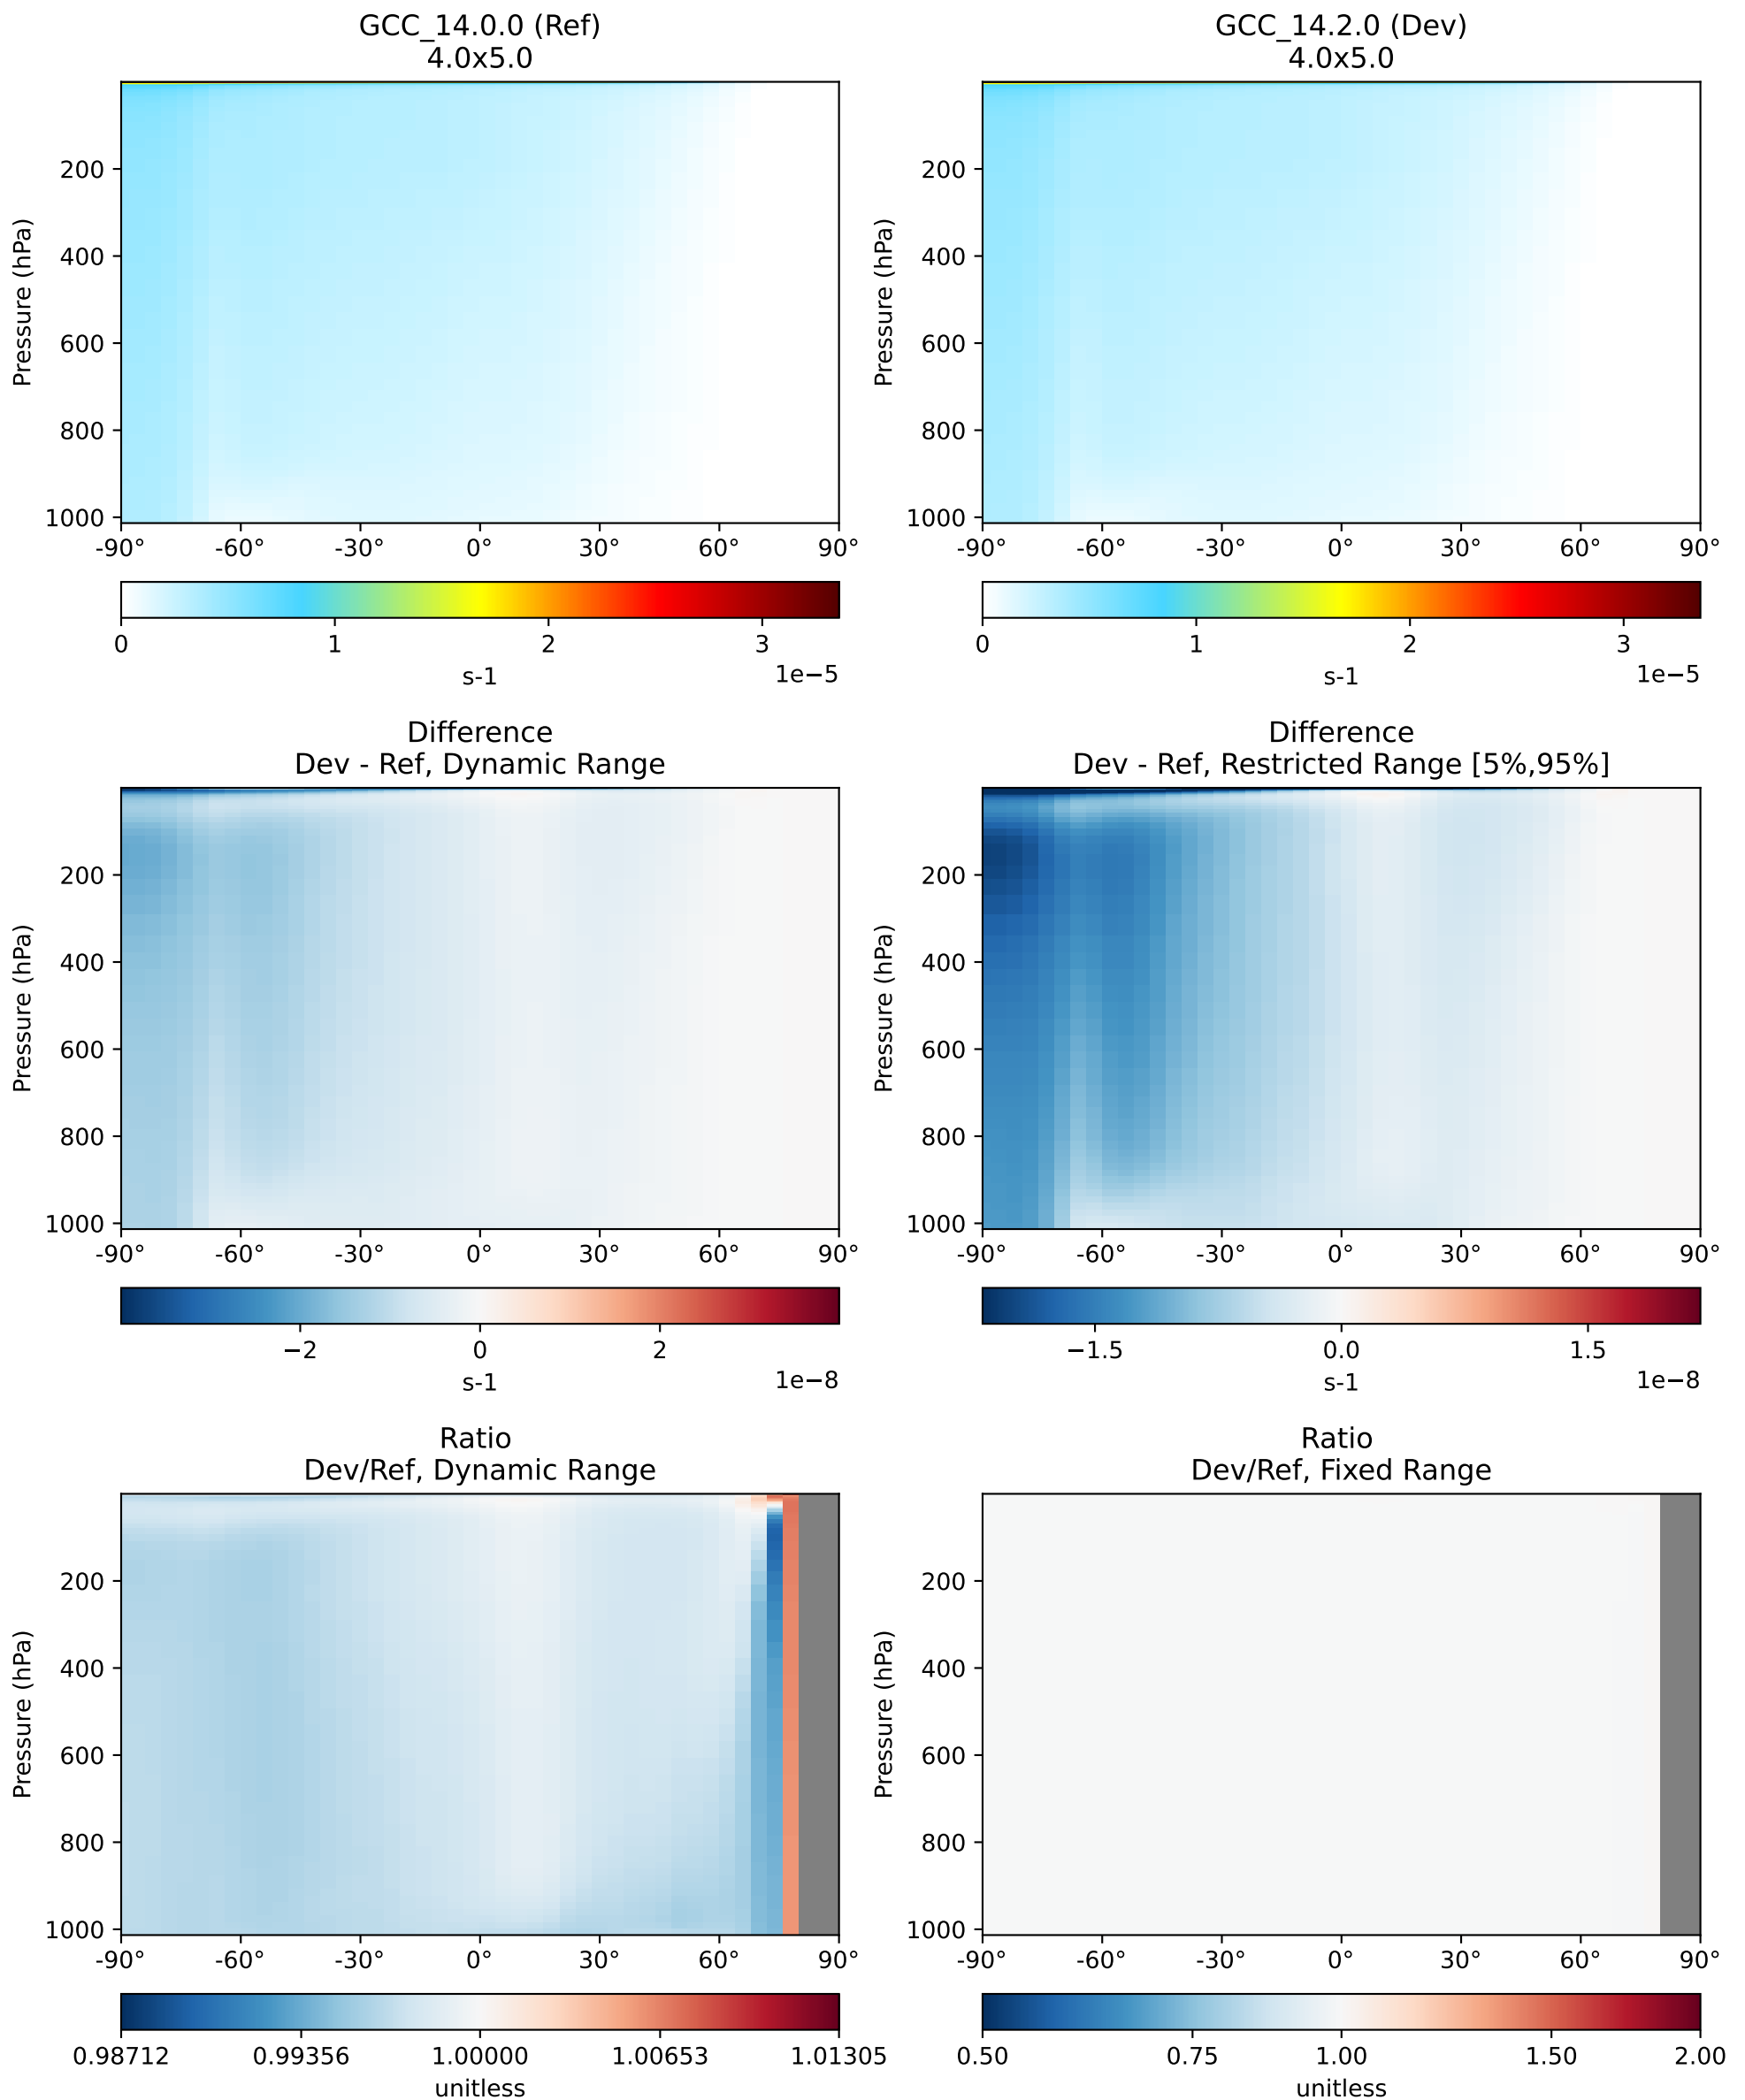 GCC_14.0.0 (Ref)
4.0x5.0
Pressure (hPa)
200
400
600
800
1000
-90° -60° -30° 0° 30° 60° 90°
0 1 2 3
1e−5
s-1
GCC_14.2.0 (Dev)
4.0x5.0
Pressure (hPa)
200
400
600
800
1000
-90° -60° -30° 0° 30° 60° 90°
0 1 2 3
1e−5
s-1
Difference
Dev - Ref, Dynamic Range
Pressure (hPa)
200
400
600
800
1000
-90° -60° -30° 0° 30° 60° 90°
−2 0 2
1e−8
s-1
Difference
Dev - Ref, Restricted Range [5%,95%]
Pressure (hPa)
200
400
600
800
1000
-90° -60° -30° 0° 30° 60° 90°
−1.5 0.0 1.5
1e−8
s-1
Ratio
Dev/Ref, Dynamic Range
Pressure (hPa)
200
400
600
800
1000
-90° -60° -30° 0° 30° 60° 90°
0.98712 0.99356 1.00000 1.00653 1.01305
unitless
Ratio
Dev/Ref, Fixed Range
Pressure (hPa)
200
400
600
800
1000
-90° -60° -30° 0° 30° 60° 90°
0.50 0.75 1.00 1.50 2.00
unitless